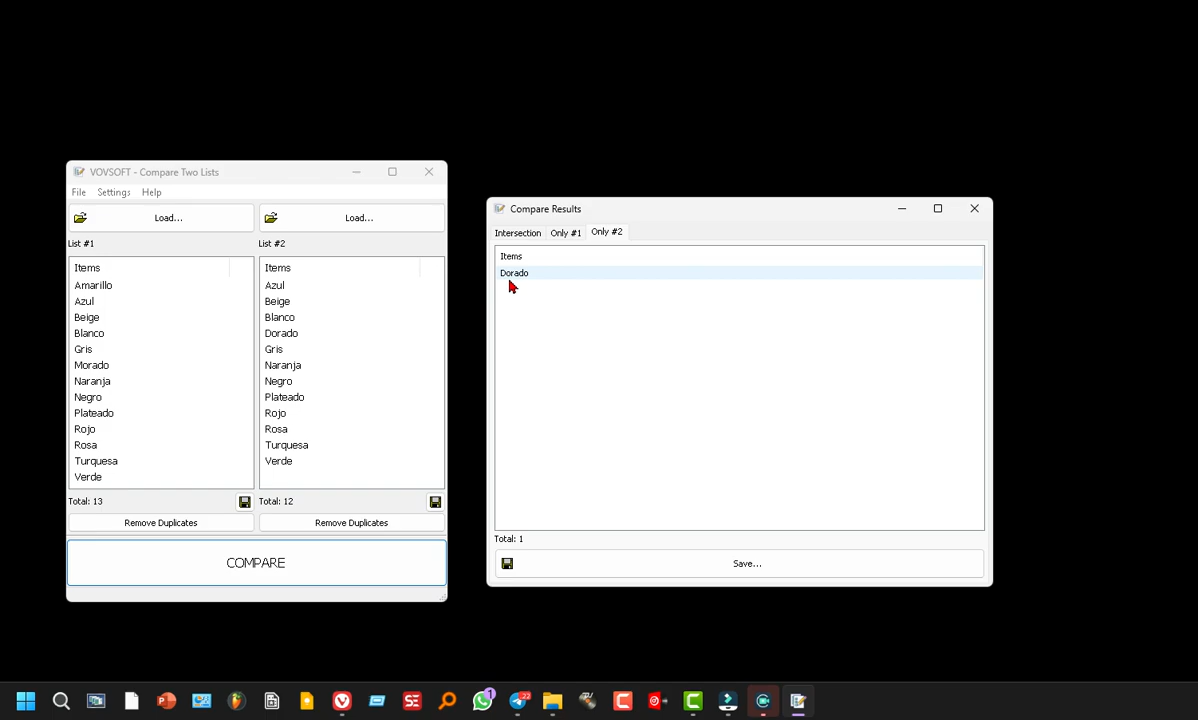 VOVSOFT - Compare Two Lists
File Settings Help
Load... Load...
List #1 List #2
Items Items
Amarillo Azul
Azul Beige
Beige Blanco
Blanco Dorado
Gris Gris
Morado Naranja
Naranja Negro
Negro Plateado
Plateado Rojo
Rojo Rosa
Rosa Turquesa
Turquesa Verde
Verde
Total: 13 Total: 12
Remove Duplicates Remove Duplicates
COMPARE
Compare Results
Intersection Only #1 Only #2
Items
Dorado
Total: 1
Save...
SE 1 22